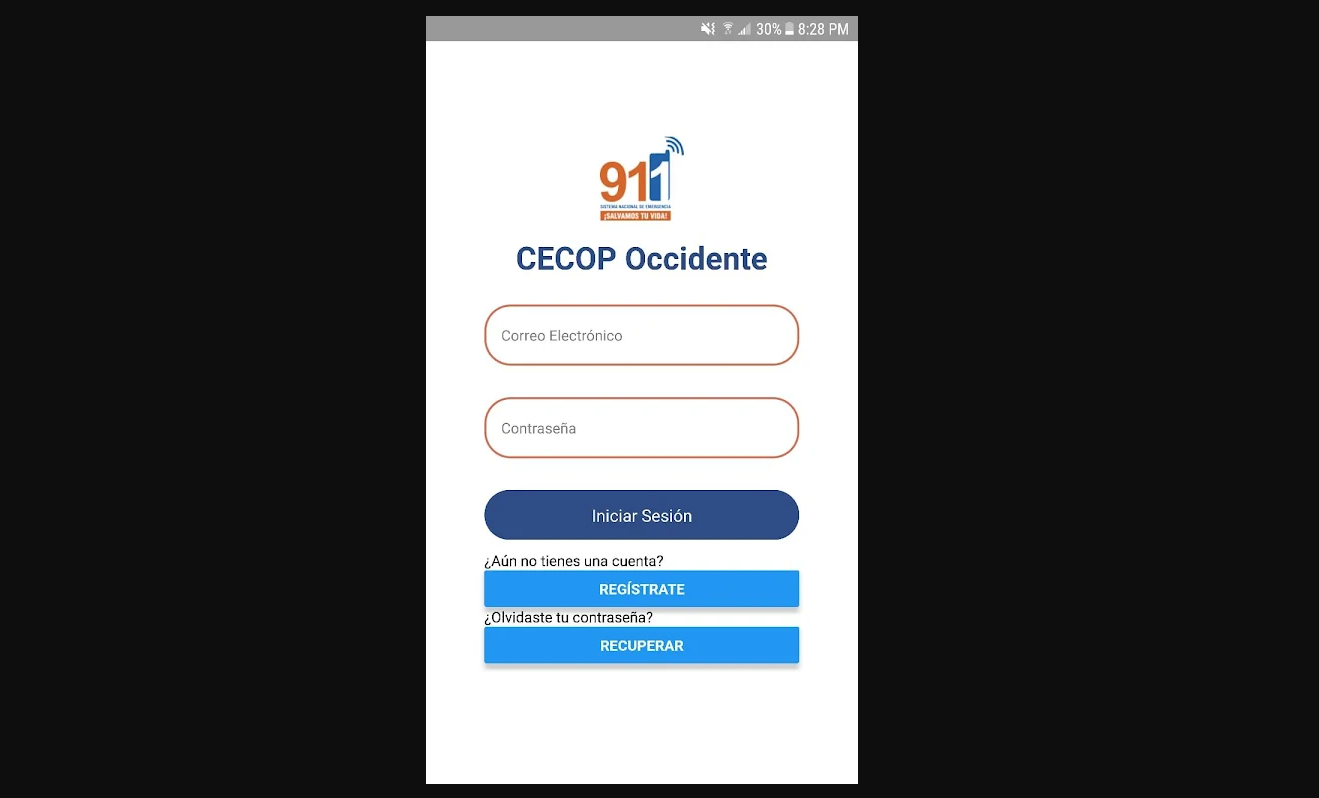 30% 8:28 PM
911
SISTEMA NACIONAL DE EMERGENCIA
¡SALVAMOS TU VIDA!
CECOP Occidente
Correo Electrónico
Contraseña
Iniciar Sesión
¿Aún no tienes una cuenta?
REGÍSTRATE
¿Olvidaste tu contraseña?
RECUPERAR